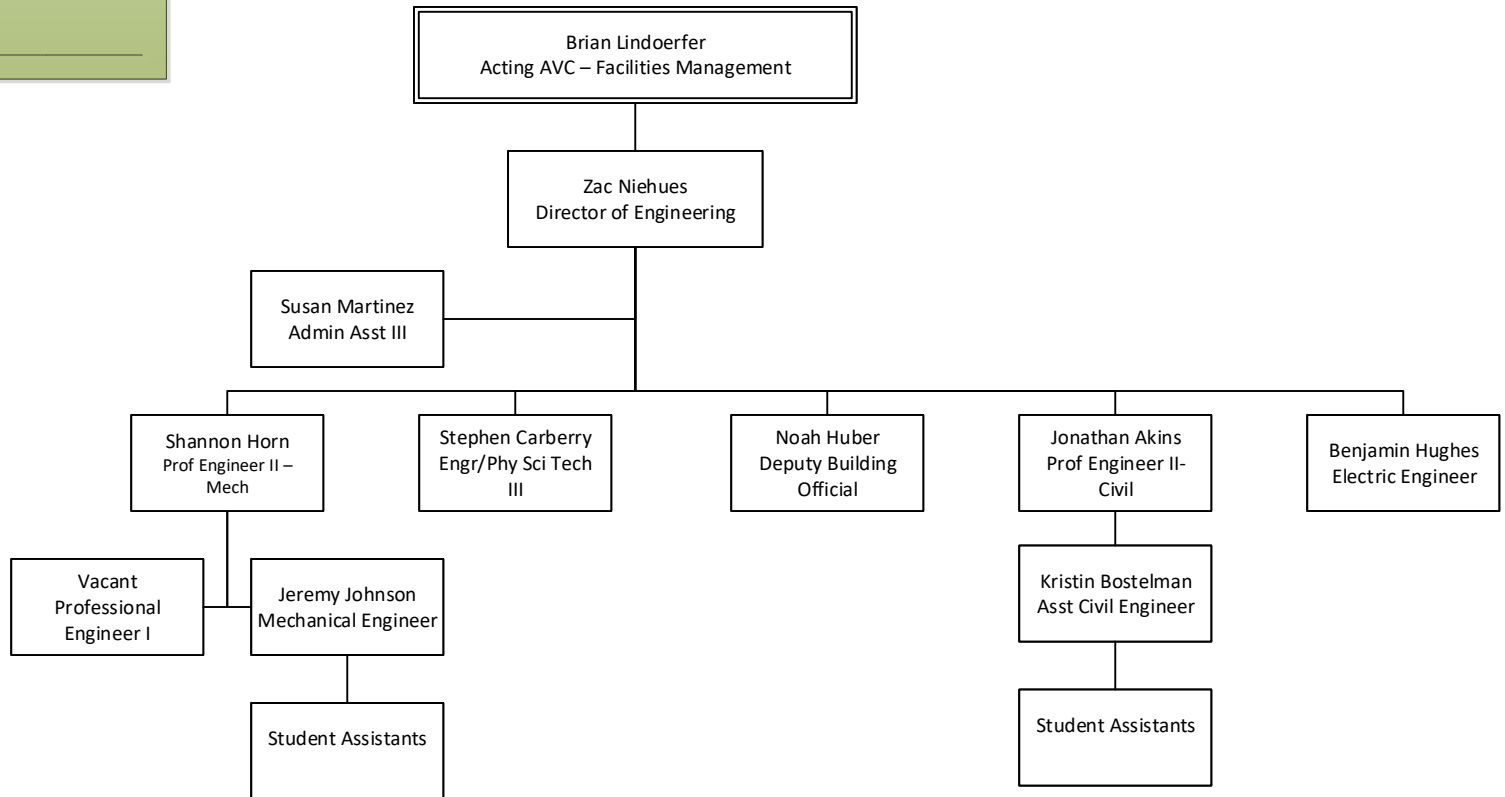 Brian Lindoerfer
Acting AVC – Facilities Management
Zac Niehues
Director of Engineering
Susan Martinez
Admin Asst III
Shannon Horn
Prof Engineer II –
Mech
Stephen Carberry
Engr/Phy Sci Tech
III
Noah Huber
Deputy Building
Official
Jonathan Akins
Prof Engineer II-
Civil
Benjamin Hughes
Electric Engineer
Vacant
Professional
Engineer I
Jeremy Johnson
Mechanical Engineer
Kristin Bostelman
Asst Civil Engineer
Student Assistants
Student Assistants